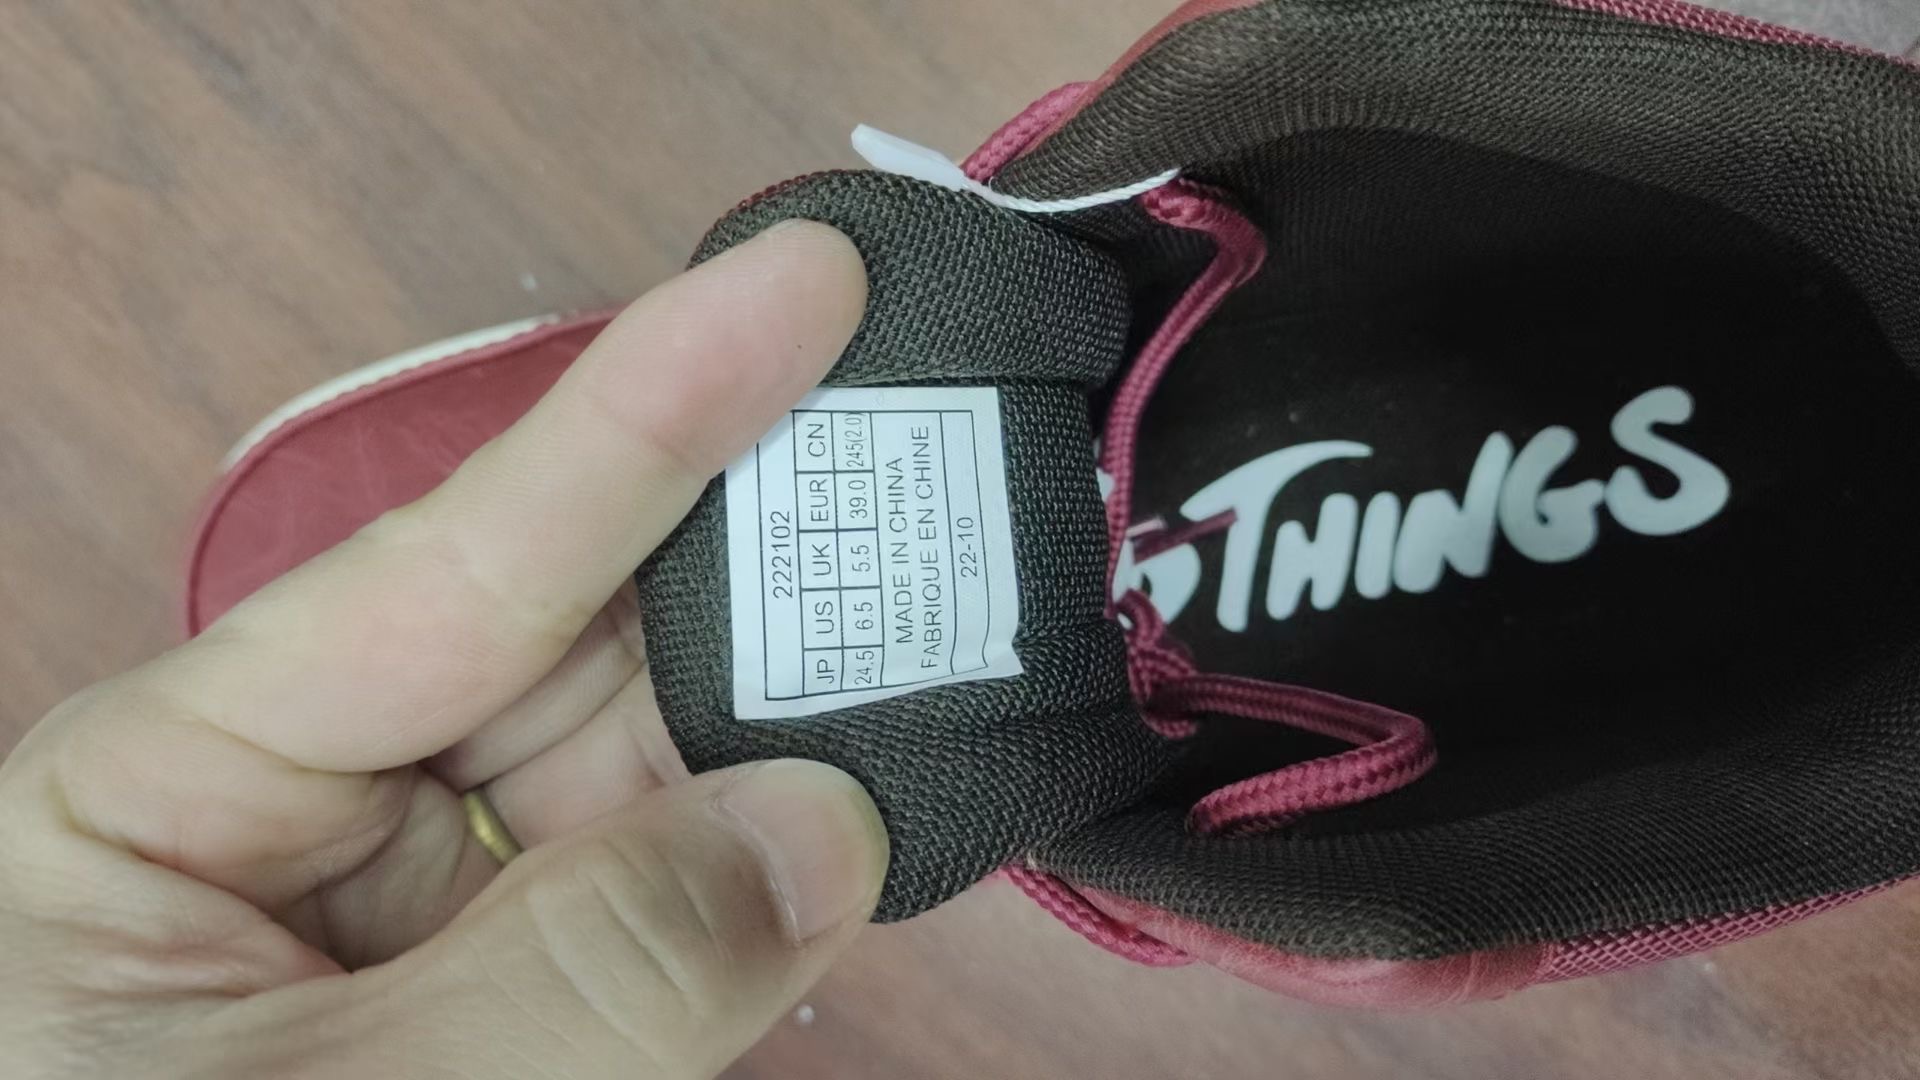 222102
JP US UK EUR CN
24.5 6.5 5.5 39.0 245(2.0)
MADE IN CHINA
FABRIQUE EN CHINE
22-10
THINGS